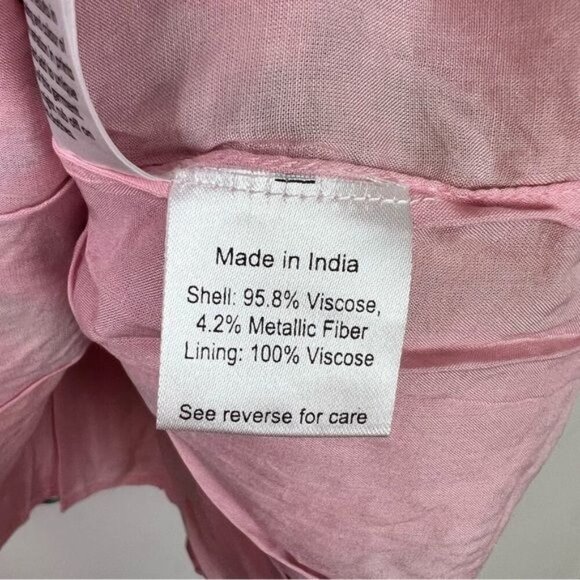 Made in India
Shell: 95.8% Viscose,
4.2% Metallic Fiber
Lining: 100% Viscose
See reverse for care